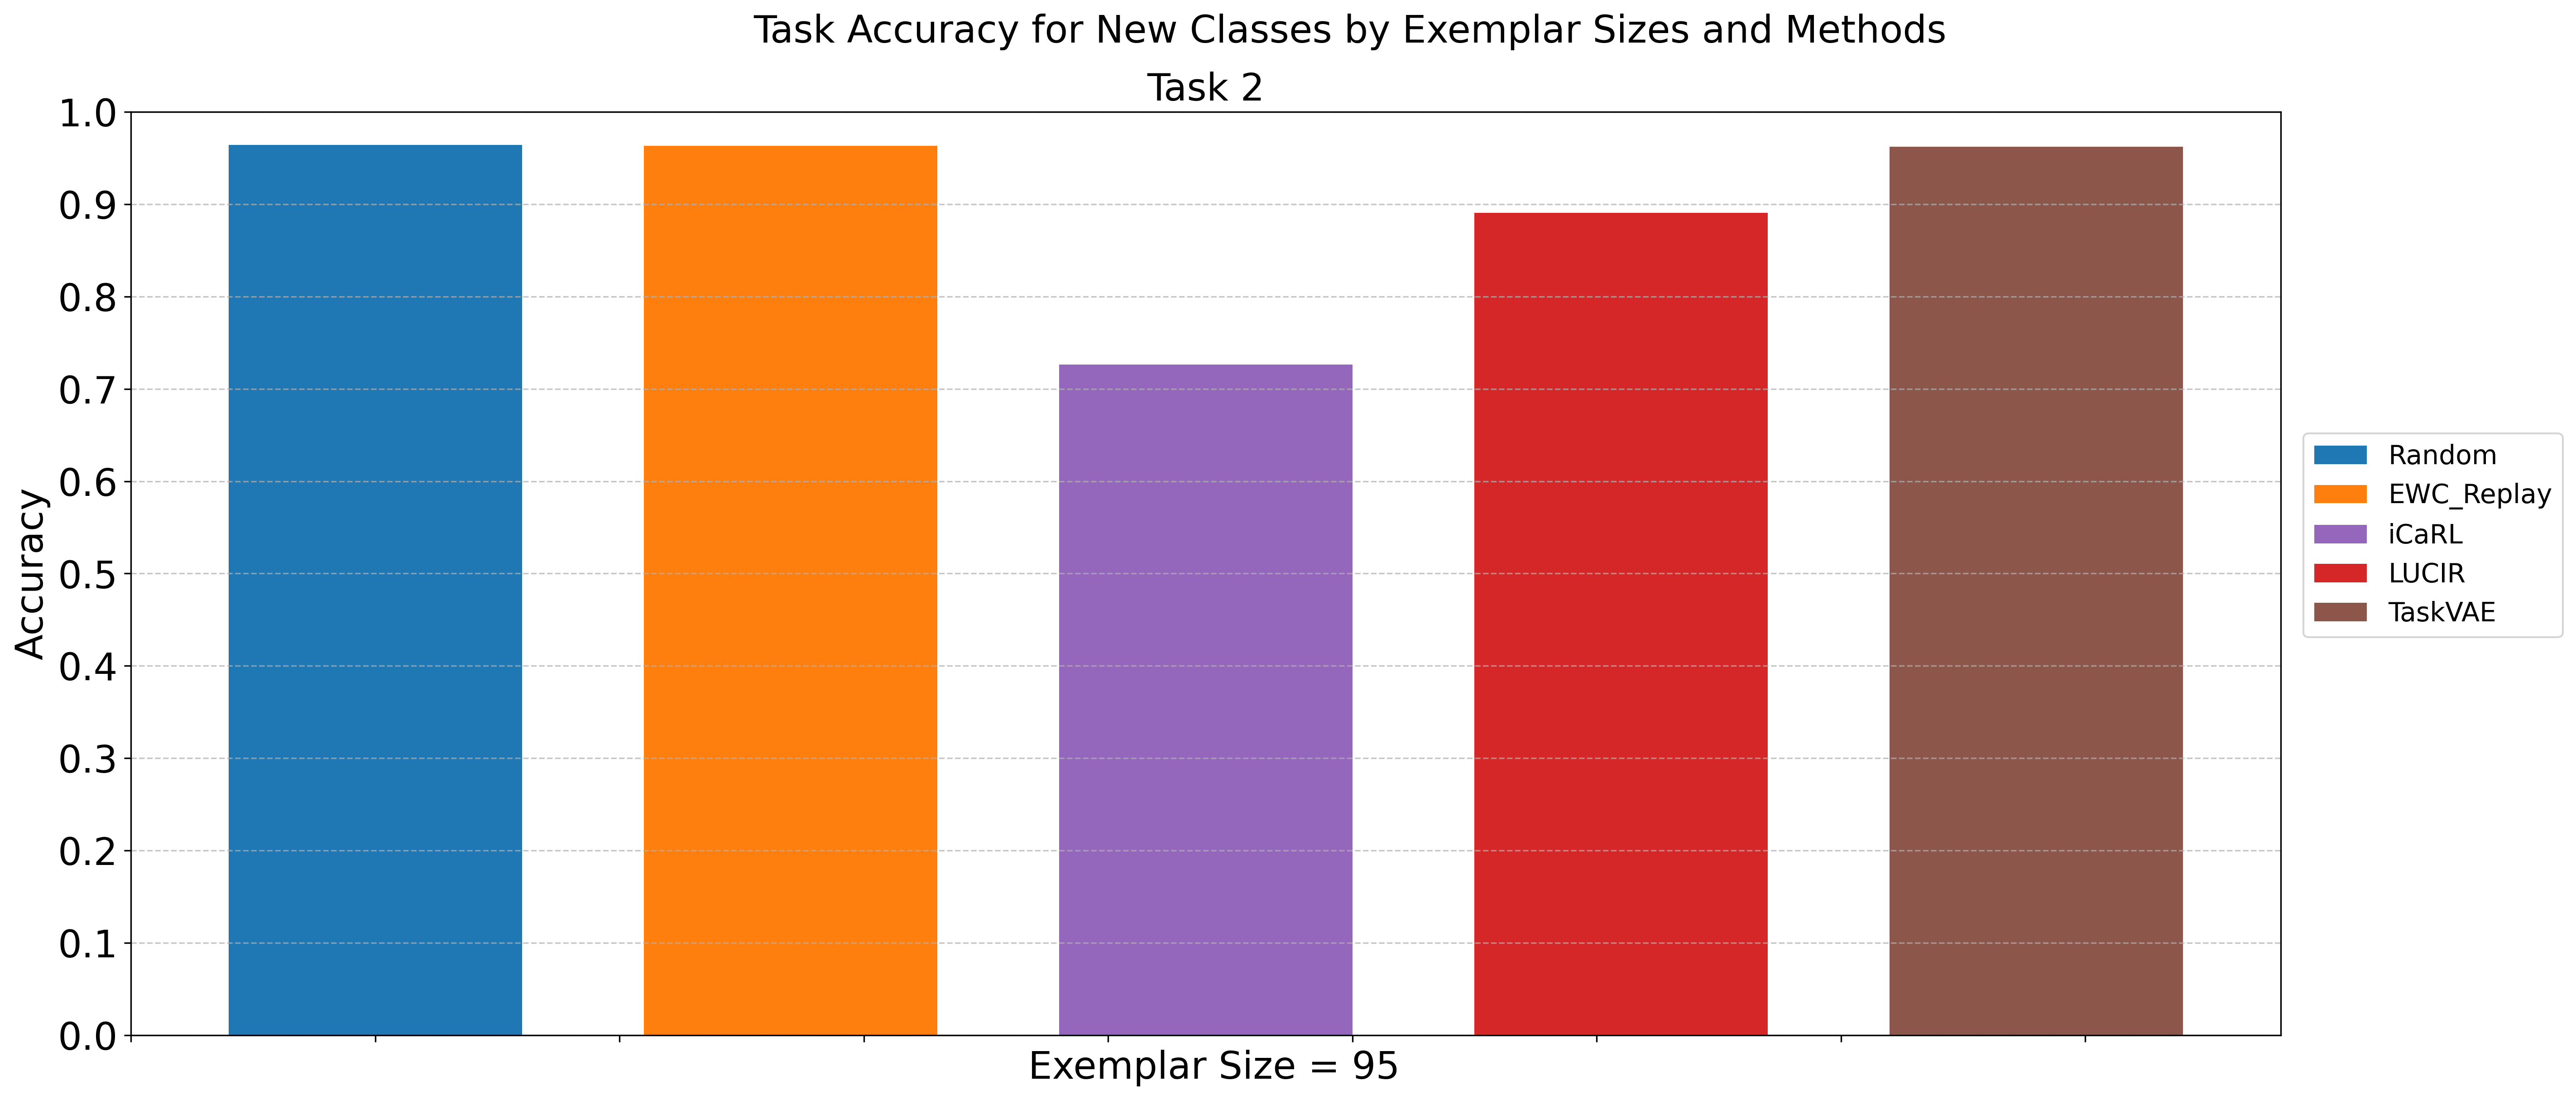 Task Accuracy for New Classes by Exemplar Sizes and Methods
Task 2
1.0
0.9
0.8
0.7
0.6
0.5
0.4
0.3
0.2
0.1
0.0
Accuracy
Exemplar Size = 95
Random
EWC_Replay
iCaRL
LUCIR
TaskVAE